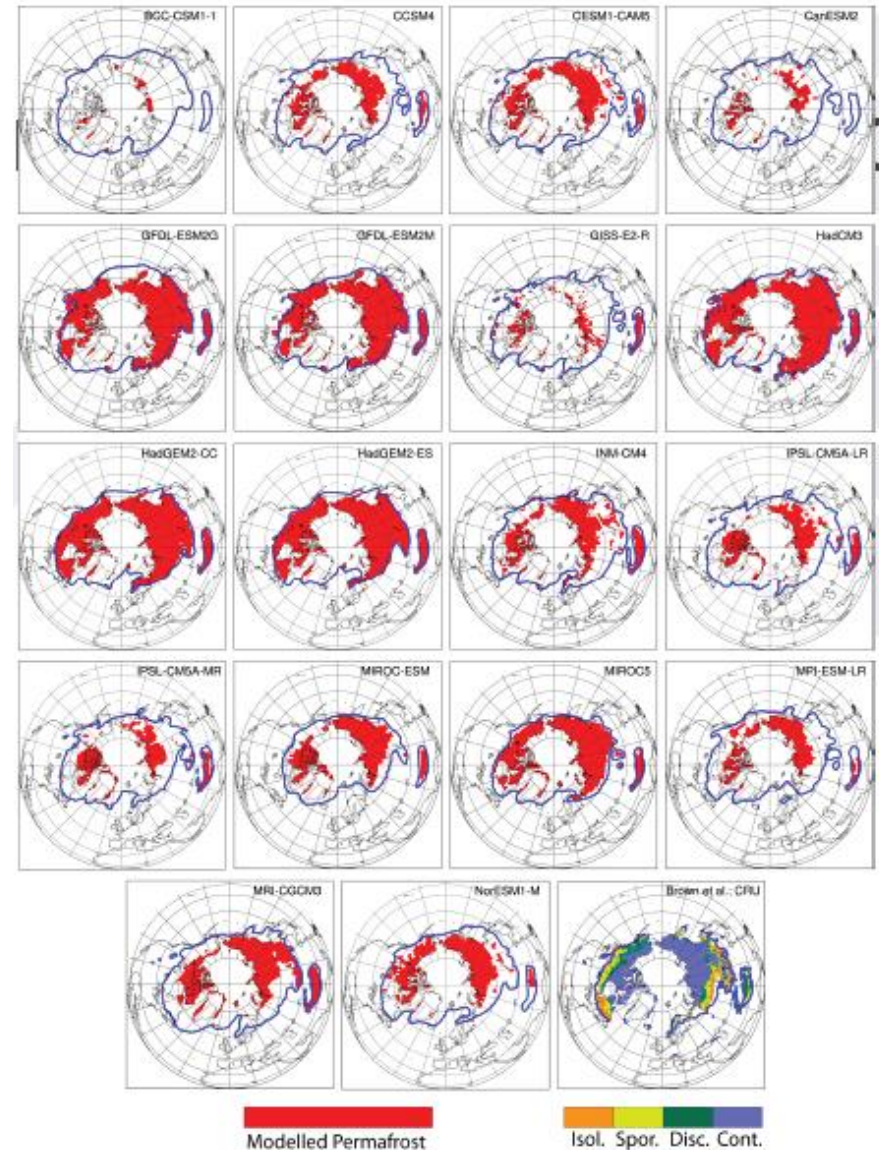 BCC-CSM1-1
CCSM4
CESM1-CAM5
CanESM2
GFDL-ESM2G
GFDL-ESM2M
GISS-E2-R
HadCM3
HadGEM2-CC
HadGEM2-ES
INM-CM4
IPSL-CM5A-LR
IPSL-CM5A-MR
MIROC-ESM
MIROC5
MPI-ESM-LR
MRI-CGCM3
NorESM1-M
Brown et al.; CRU
Modelled Permafrost
Isol. Spor. Disc. Cont.